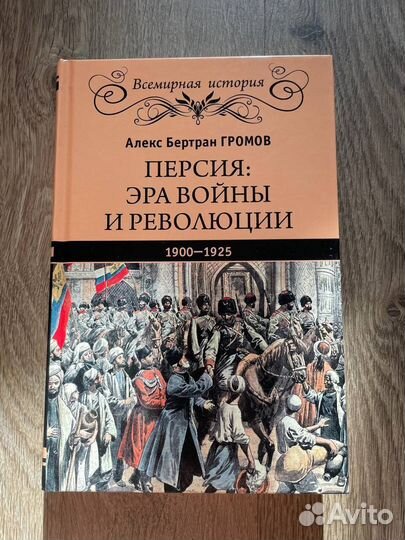 Всемирная история
Алекс Бертран ГРОМОВ
ПЕРСИЯ:
ЭРА ВОЙНЫ
И РЕВОЛЮЦИИ
1900—1925
Avito